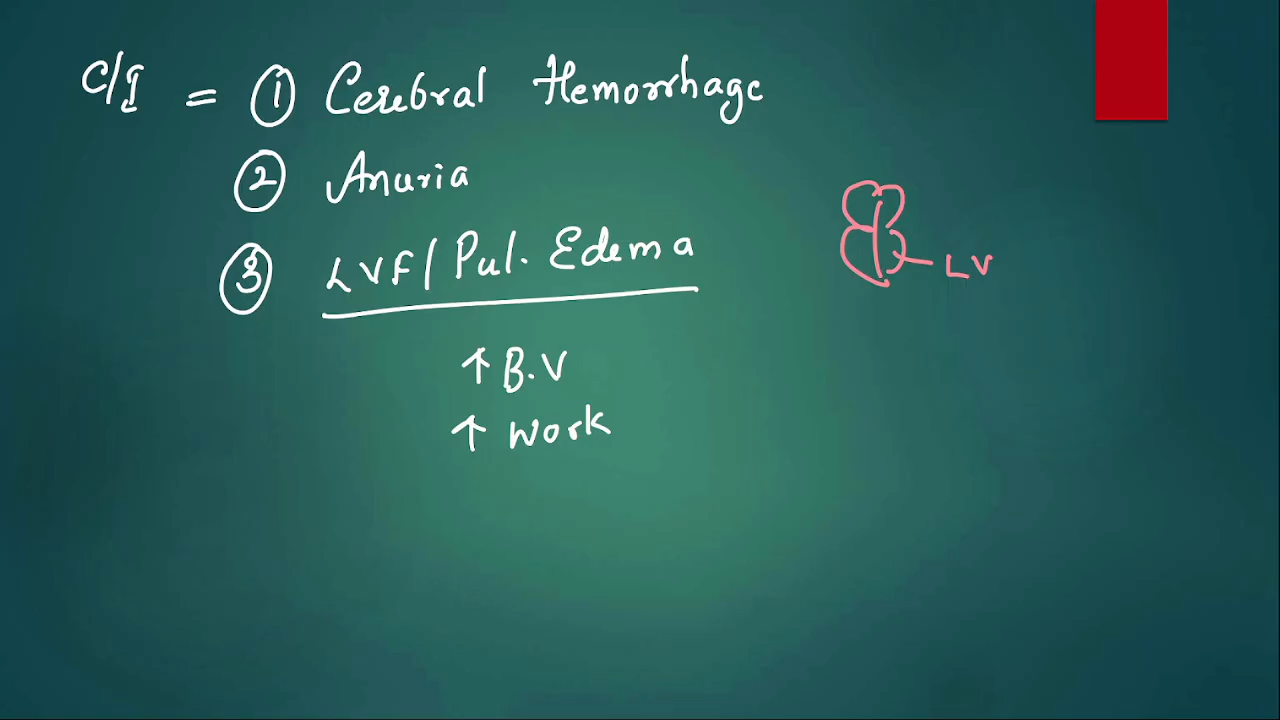 C/I = ① Cerebral Hemorrhage
② Anuria
③ LVF/Pul. Edema
LV
↑ B.V
↑ Work